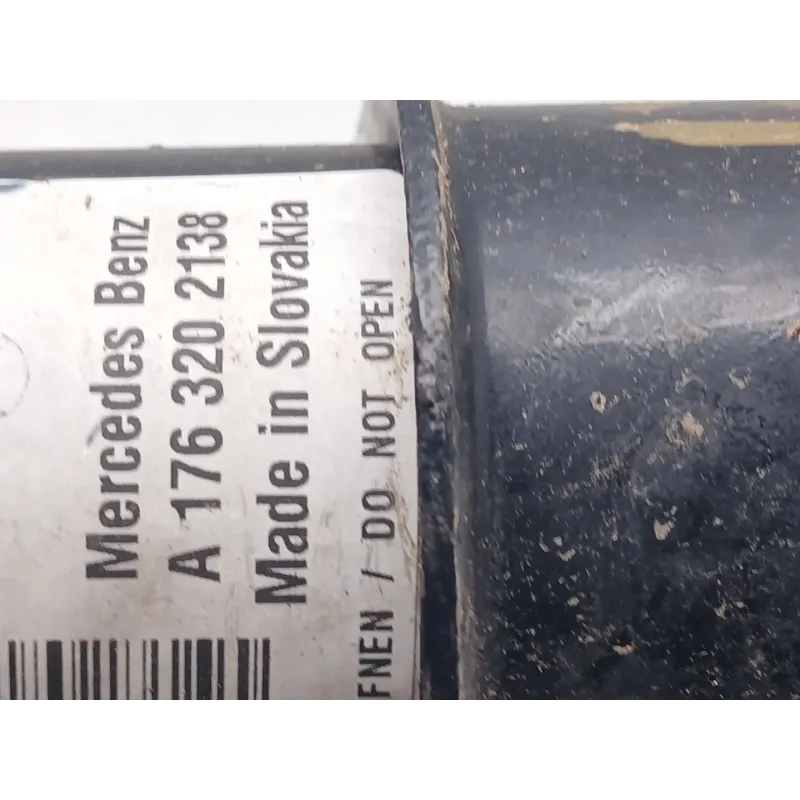 Mercedes Benz
A 176 320 2138
Made in Slovakia
FNEN / DO NOT OPEN